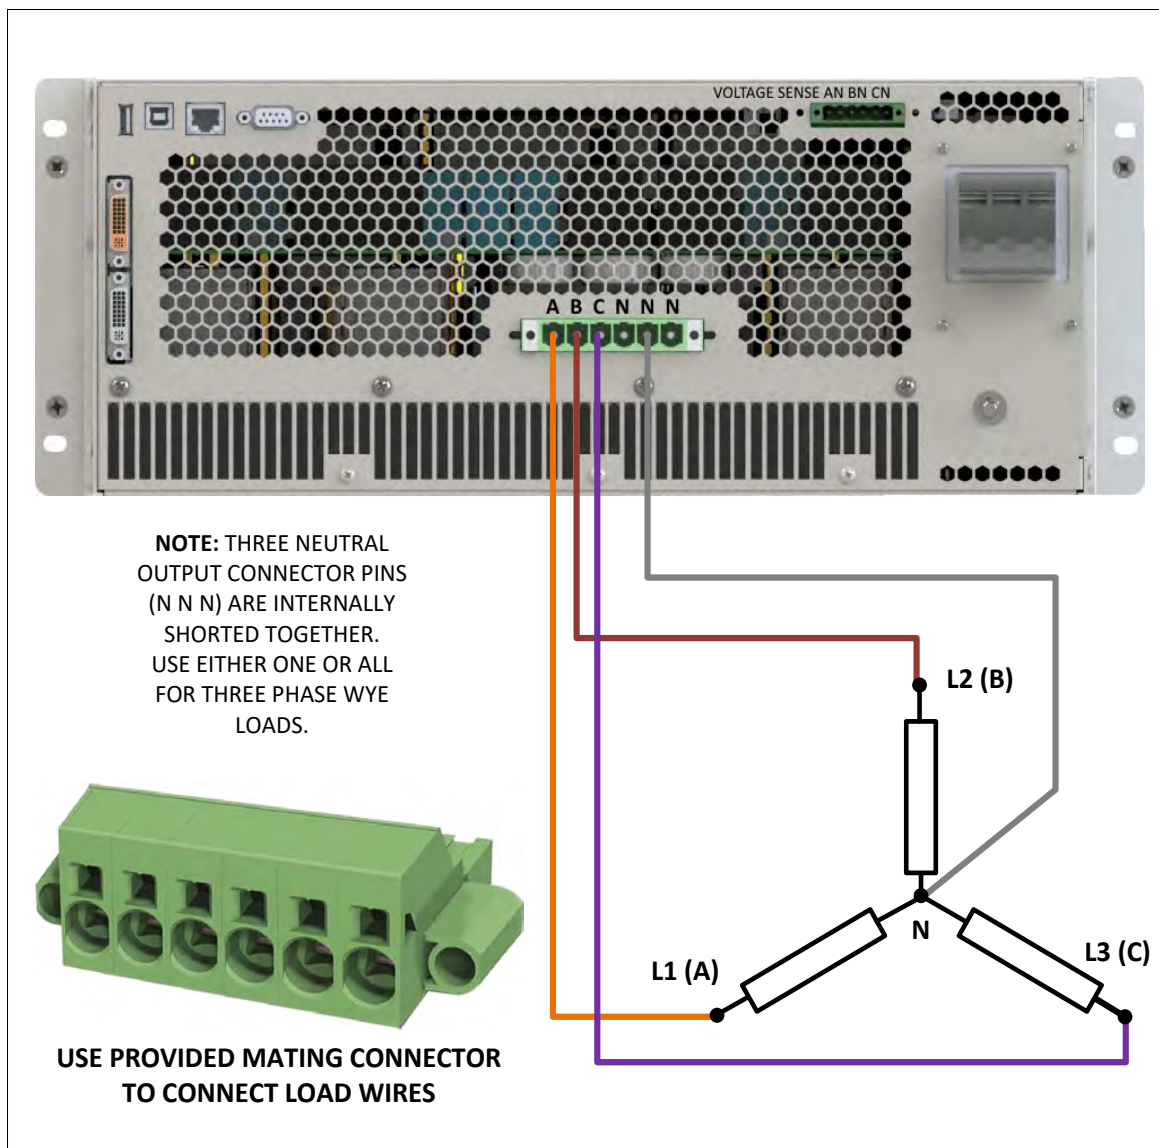 VOLTAGE SENSE AN BN CN
A B C N N N
NOTE: THREE NEUTRAL
OUTPUT CONNECTOR PINS
(N N N) ARE INTERNALLY
SHORTED TOGETHER.
USE EITHER ONE OR ALL
FOR THREE PHASE WYE
LOADS.
L2 (B)
N
L1 (A)
L3 (C)
USE PROVIDED MATING CONNECTOR
TO CONNECT LOAD WIRES